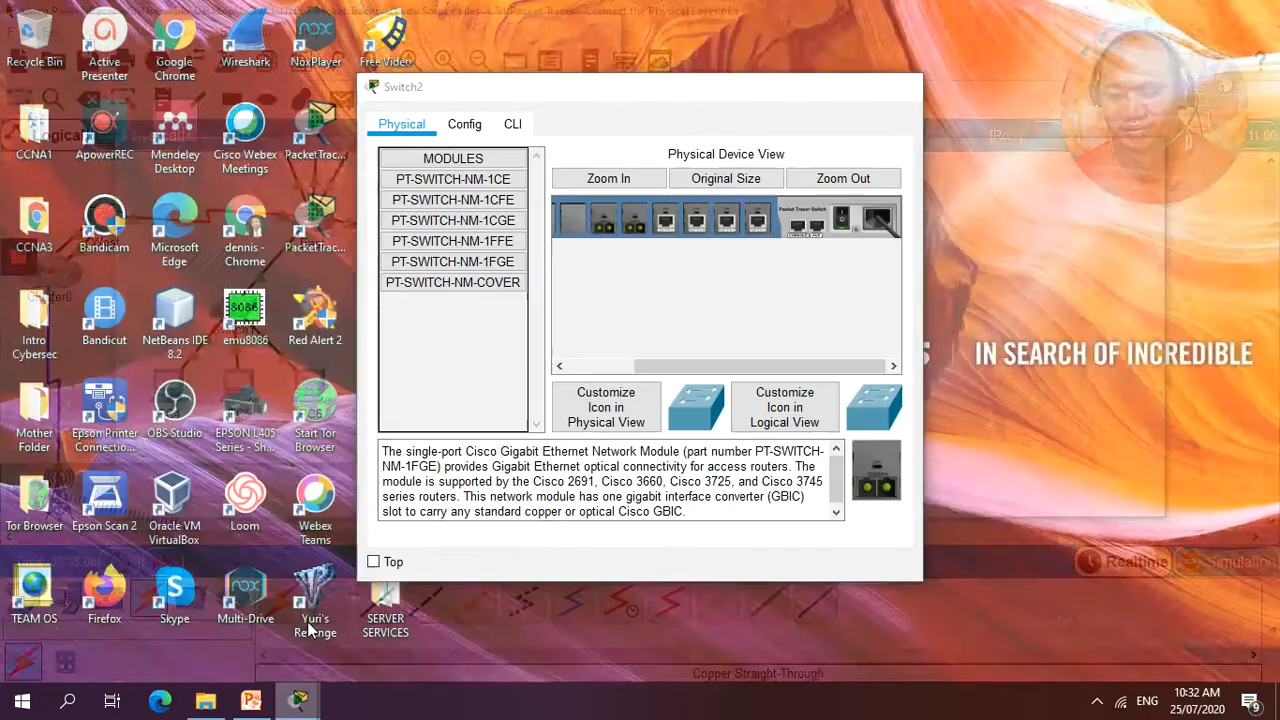 Recycle Bin
Active
Presenter
Google
Chrome
Wireshark
NoxPlayer
Free Video
CCNA1
ApowerREC
Mendeley
Desktop
Cisco Webex
Meetings
PacketTrac...
CCNA3
Bandicam
Microsoft
Edge
dennis -
Chrome
PacketTrac...
Intro
Cybersec
Bandicut
NetBeans IDE
8.2
emu8086
Red Alert 2
Mother
Folder
Epson Printer
Connectio...
OBS Studio
EPSON L405
Series - Sh...
Start Tor
Browser
Tor Browser
Epson Scan 2
Oracle VM
VirtualBox
Loom
Webex
Teams
TEAM OS
Firefox
Skype
Multi-Drive
Yuri's
Revenge
SERVER
SERVICES
Switch2
Physical
Config
CLI
MODULES
PT-SWITCH-NM-1CE
PT-SWITCH-NM-1CFE
PT-SWITCH-NM-1CGE
PT-SWITCH-NM-1FFE
PT-SWITCH-NM-1FGE
PT-SWITCH-NM-COVER
Physical Device View
Zoom In
Original Size
Zoom Out
Packet Tracer Switch
Customize
Icon in
Physical View
Customize
Icon in
Logical View
The single-port Cisco Gigabit Ethernet Network Module (part number PT-SWITCH-
NM-1FGE) provides Gigabit Ethernet optical connectivity for access routers. The
module is supported by the Cisco 2691, Cisco 3660, Cisco 3725, and Cisco 3745
series routers. This network module has one gigabit interface converter (GBIC)
slot to carry any standard copper or optical Cisco GBIC.
Top
IN SEARCH OF INCREDIBLE
Realtime
Simulation
Copper Straight-Through
ENG
10:32 AM
25/07/2020
9